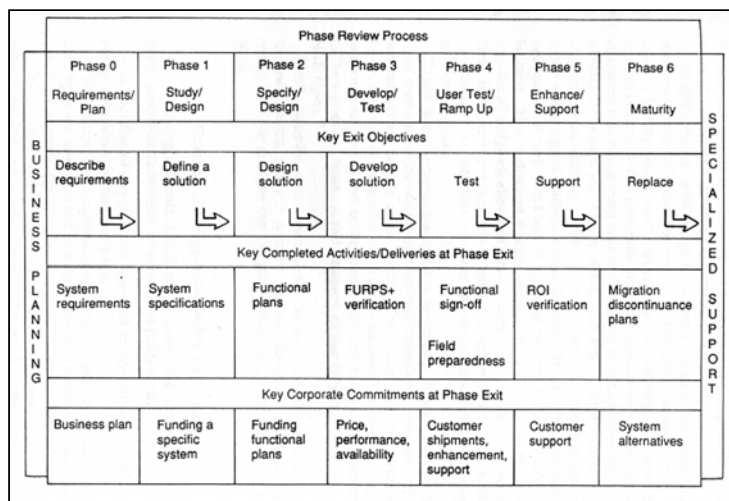 Phase Review Process
Phase 0
Phase 1
Phase 2
Phase 3
Phase 4
Phase 5
Phase 6
Requirements/
Plan
Study/
Design
Specify/
Design
Develop/
Test
User Test/
Ramp Up
Enhance/
Support
Maturity
Key Exit Objectives
Describe
requirements
Define a
solution
Design
solution
Develop
solution
Test
Support
Replace
Key Completed Activities/Deliveries at Phase Exit
System
requirements
System
specifications
Functional
plans
FURPS+
verification
Functional
sign-off
Field
preparedness
ROI
verification
Migration
discontinuance
plans
Key Corporate Commitments at Phase Exit
Business plan
Funding a
specific
system
Funding
functional
plans
Price,
performance,
availability
Customer
shipments,
enhancement,
support
Customer
support
System
alternatives
BUSINESS PLANNING
SPECIALIZED SUPPORT